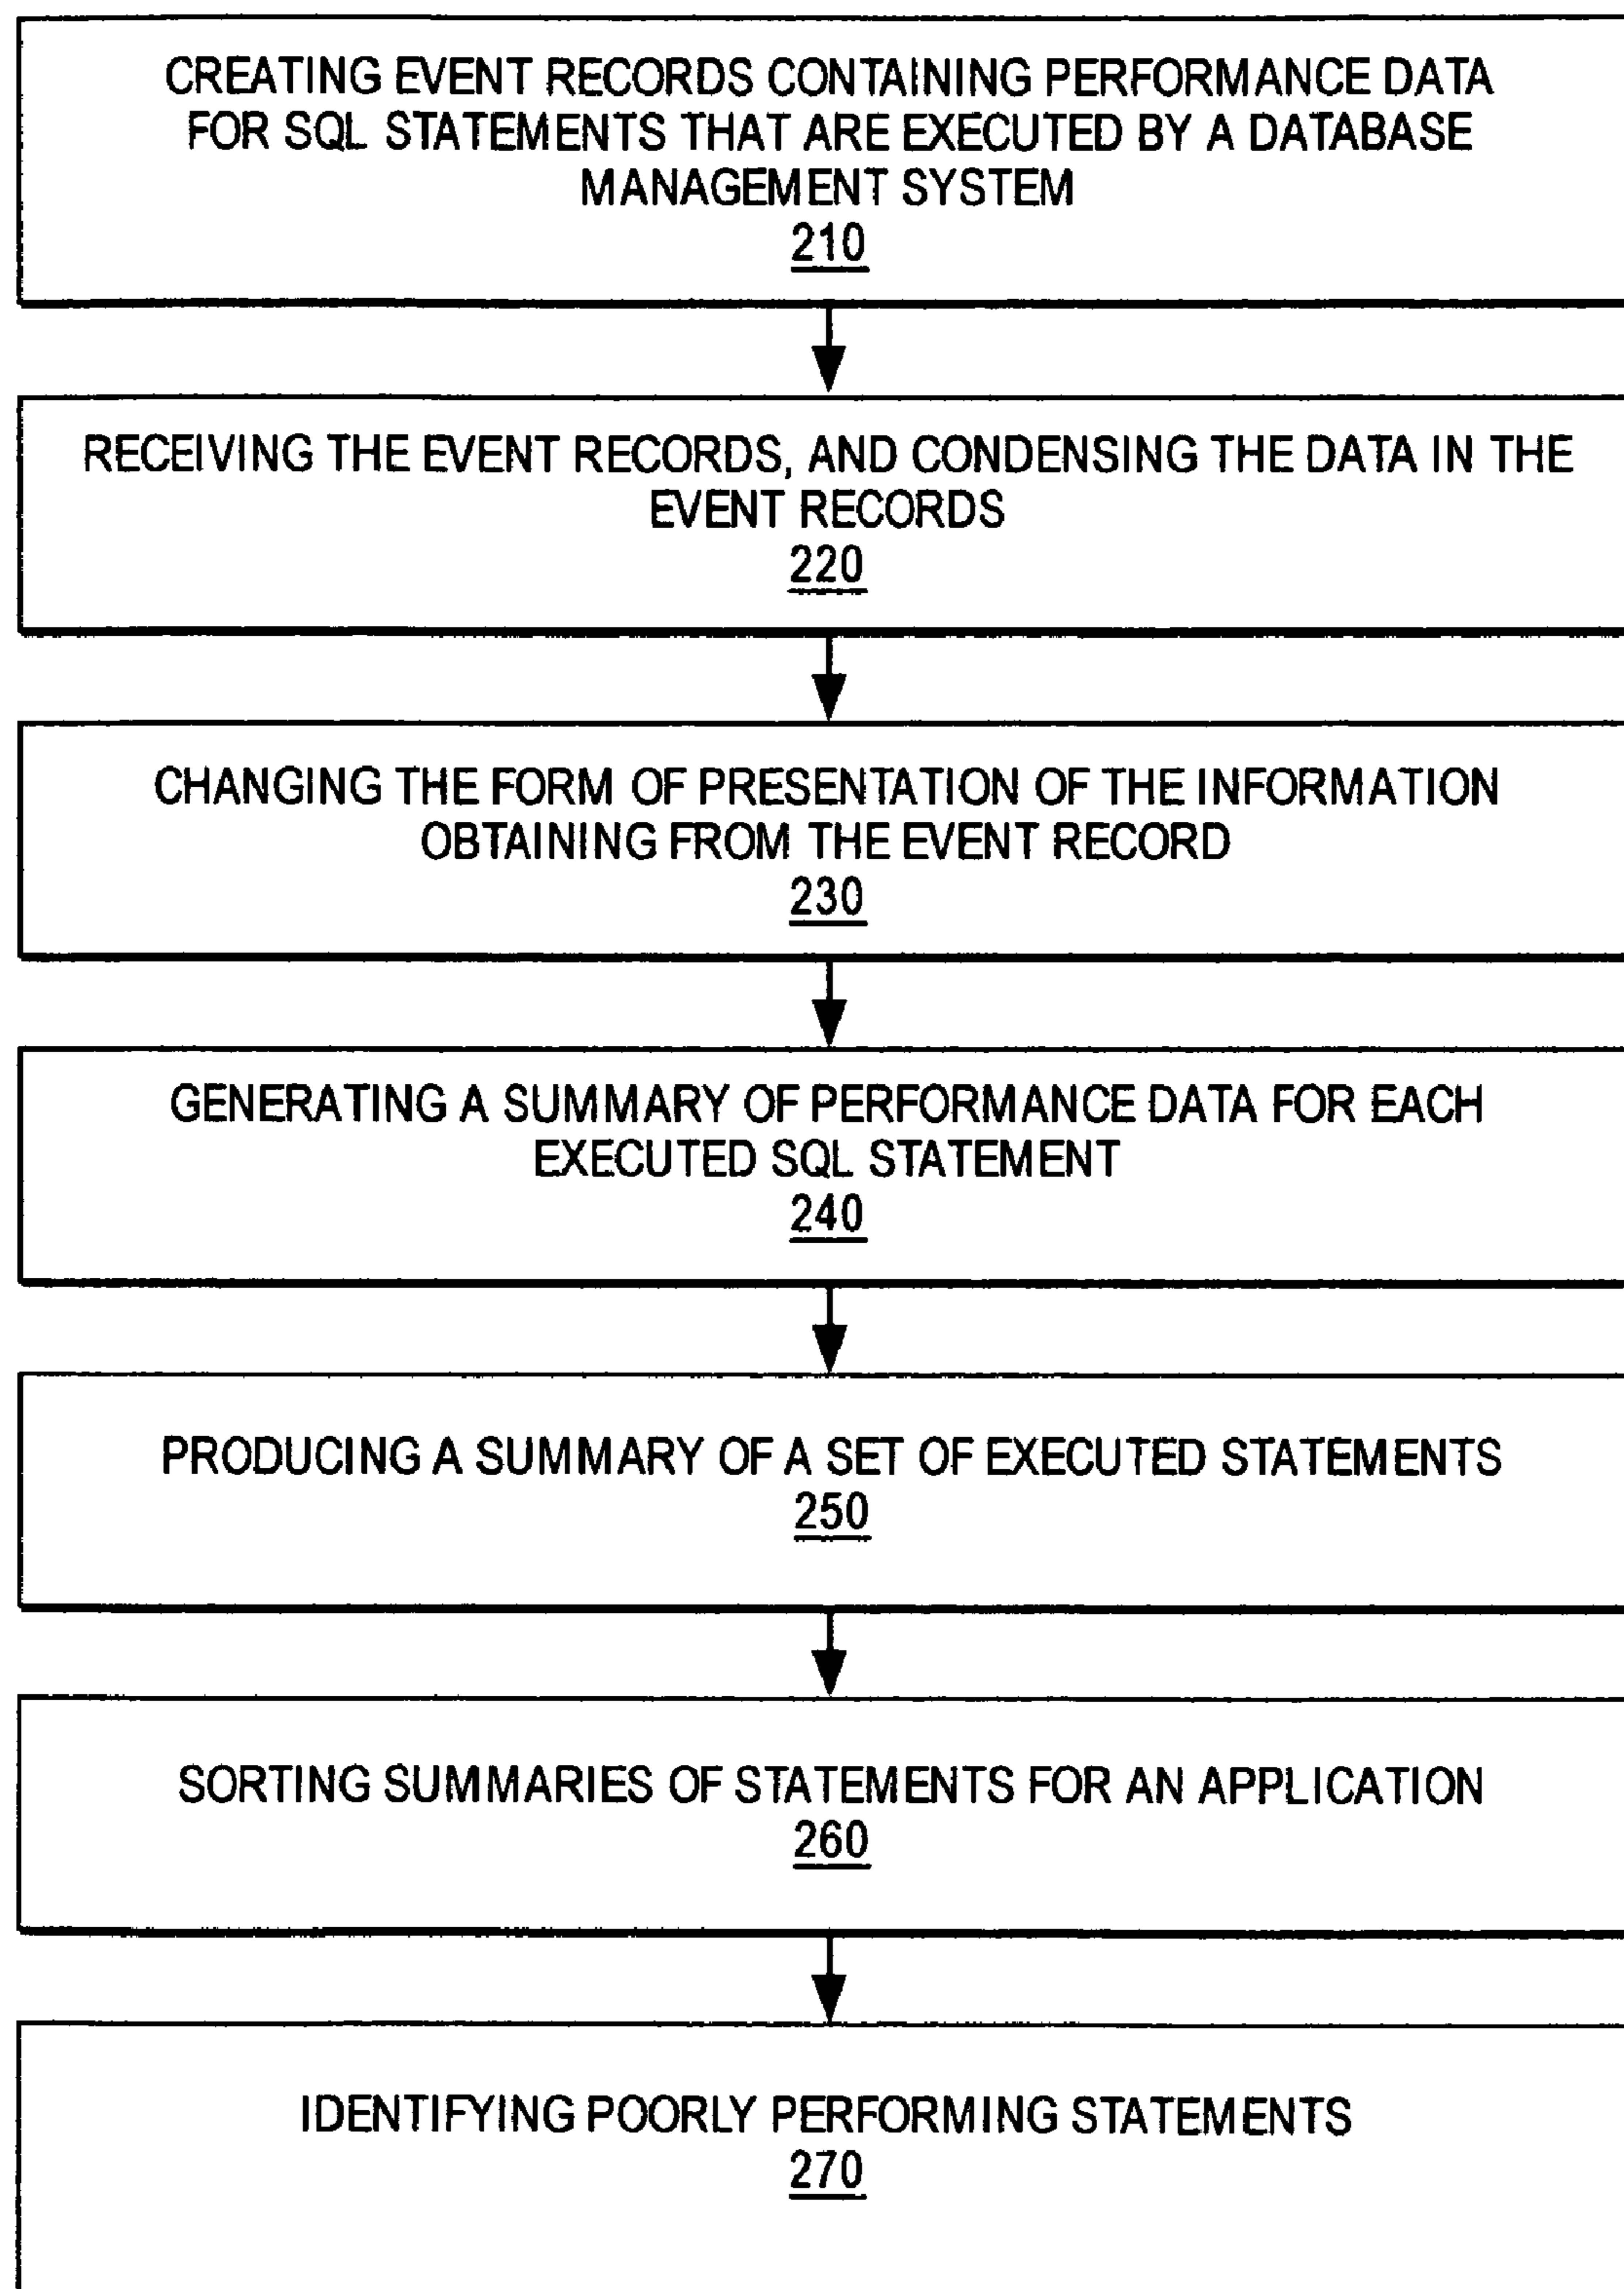 CREATING EVENT RECORDS CONTAINING PERFORMANCE DATA
FOR SQL STATEMENTS THAT ARE EXECUTED BY A DATABASE
MANAGEMENT SYSTEM
210
RECEIVING THE EVENT RECORDS, AND CONDENSING THE DATA IN THE
EVENT RECORDS
220
CHANGING THE FORM OF PRESENTATION OF THE INFORMATION
OBTAINING FROM THE EVENT RECORD
230
GENERATING A SUMMARY OF PERFORMANCE DATA FOR EACH
EXECUTED SQL STATEMENT
240
PRODUCING A SUMMARY OF A SET OF EXECUTED STATEMENTS
250
SORTING SUMMARIES OF STATEMENTS FOR AN APPLICATION
260
IDENTIFYING POORLY PERFORMING STATEMENTS
270